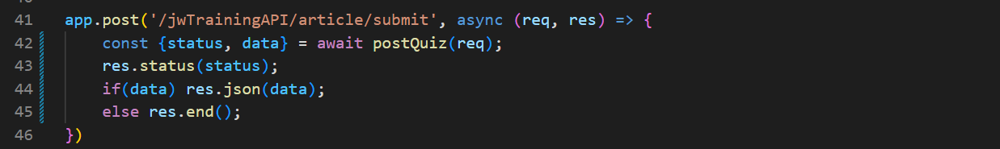 41 app.post('/jwTrainingAPI/article/submit', async (req, res) => {
42 const {status, data} = await postQuiz(req);
43 res.status(status);
44 if(data) res.json(data);
45 else res.end();
46 })